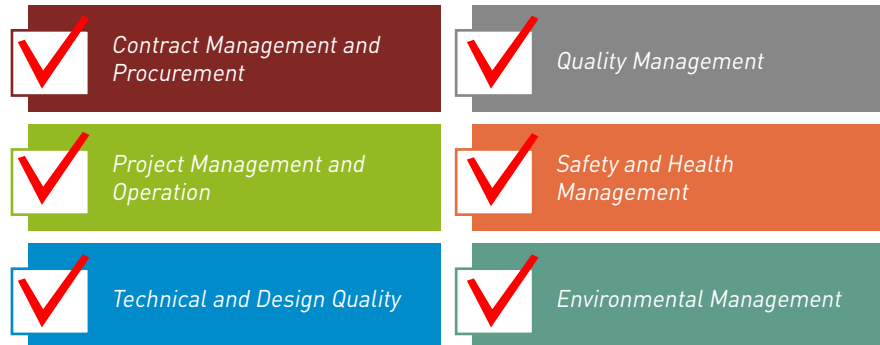 Contract Management and
Procurement
Quality Management
Project Management and
Operation
Safety and Health
Management
Technical and Design Quality
Environmental Management